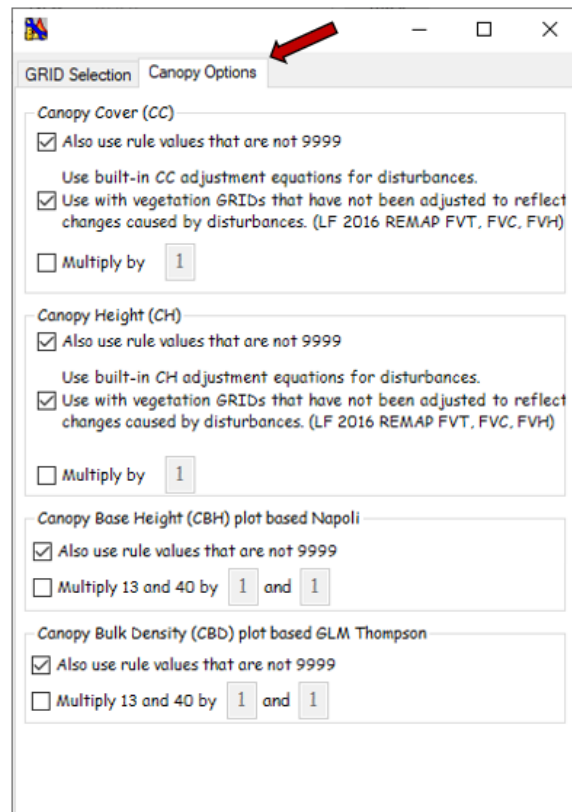 GRID Selection Canopy Options
Canopy Cover (CC)
Also use rule values that are not 9999
Use built-in CC adjustment equations for disturbances.
Use with vegetation GRIDs that have not been adjusted to reflect
changes caused by disturbances. (LF 2016 REMAP FVT, FVC, FVH)
Multiply by 1
Canopy Height (CH)
Also use rule values that are not 9999
Use built-in CH adjustment equations for disturbances.
Use with vegetation GRIDs that have not been adjusted to reflect
changes caused by disturbances. (LF 2016 REMAP FVT, FVC, FVH)
Multiply by 1
Canopy Base Height (CBH) plot based Napoli
Also use rule values that are not 9999
Multiply 13 and 40 by 1 and 1
Canopy Bulk Density (CBD) plot based GLM Thompson
Also use rule values that are not 9999
Multiply 13 and 40 by 1 and 1